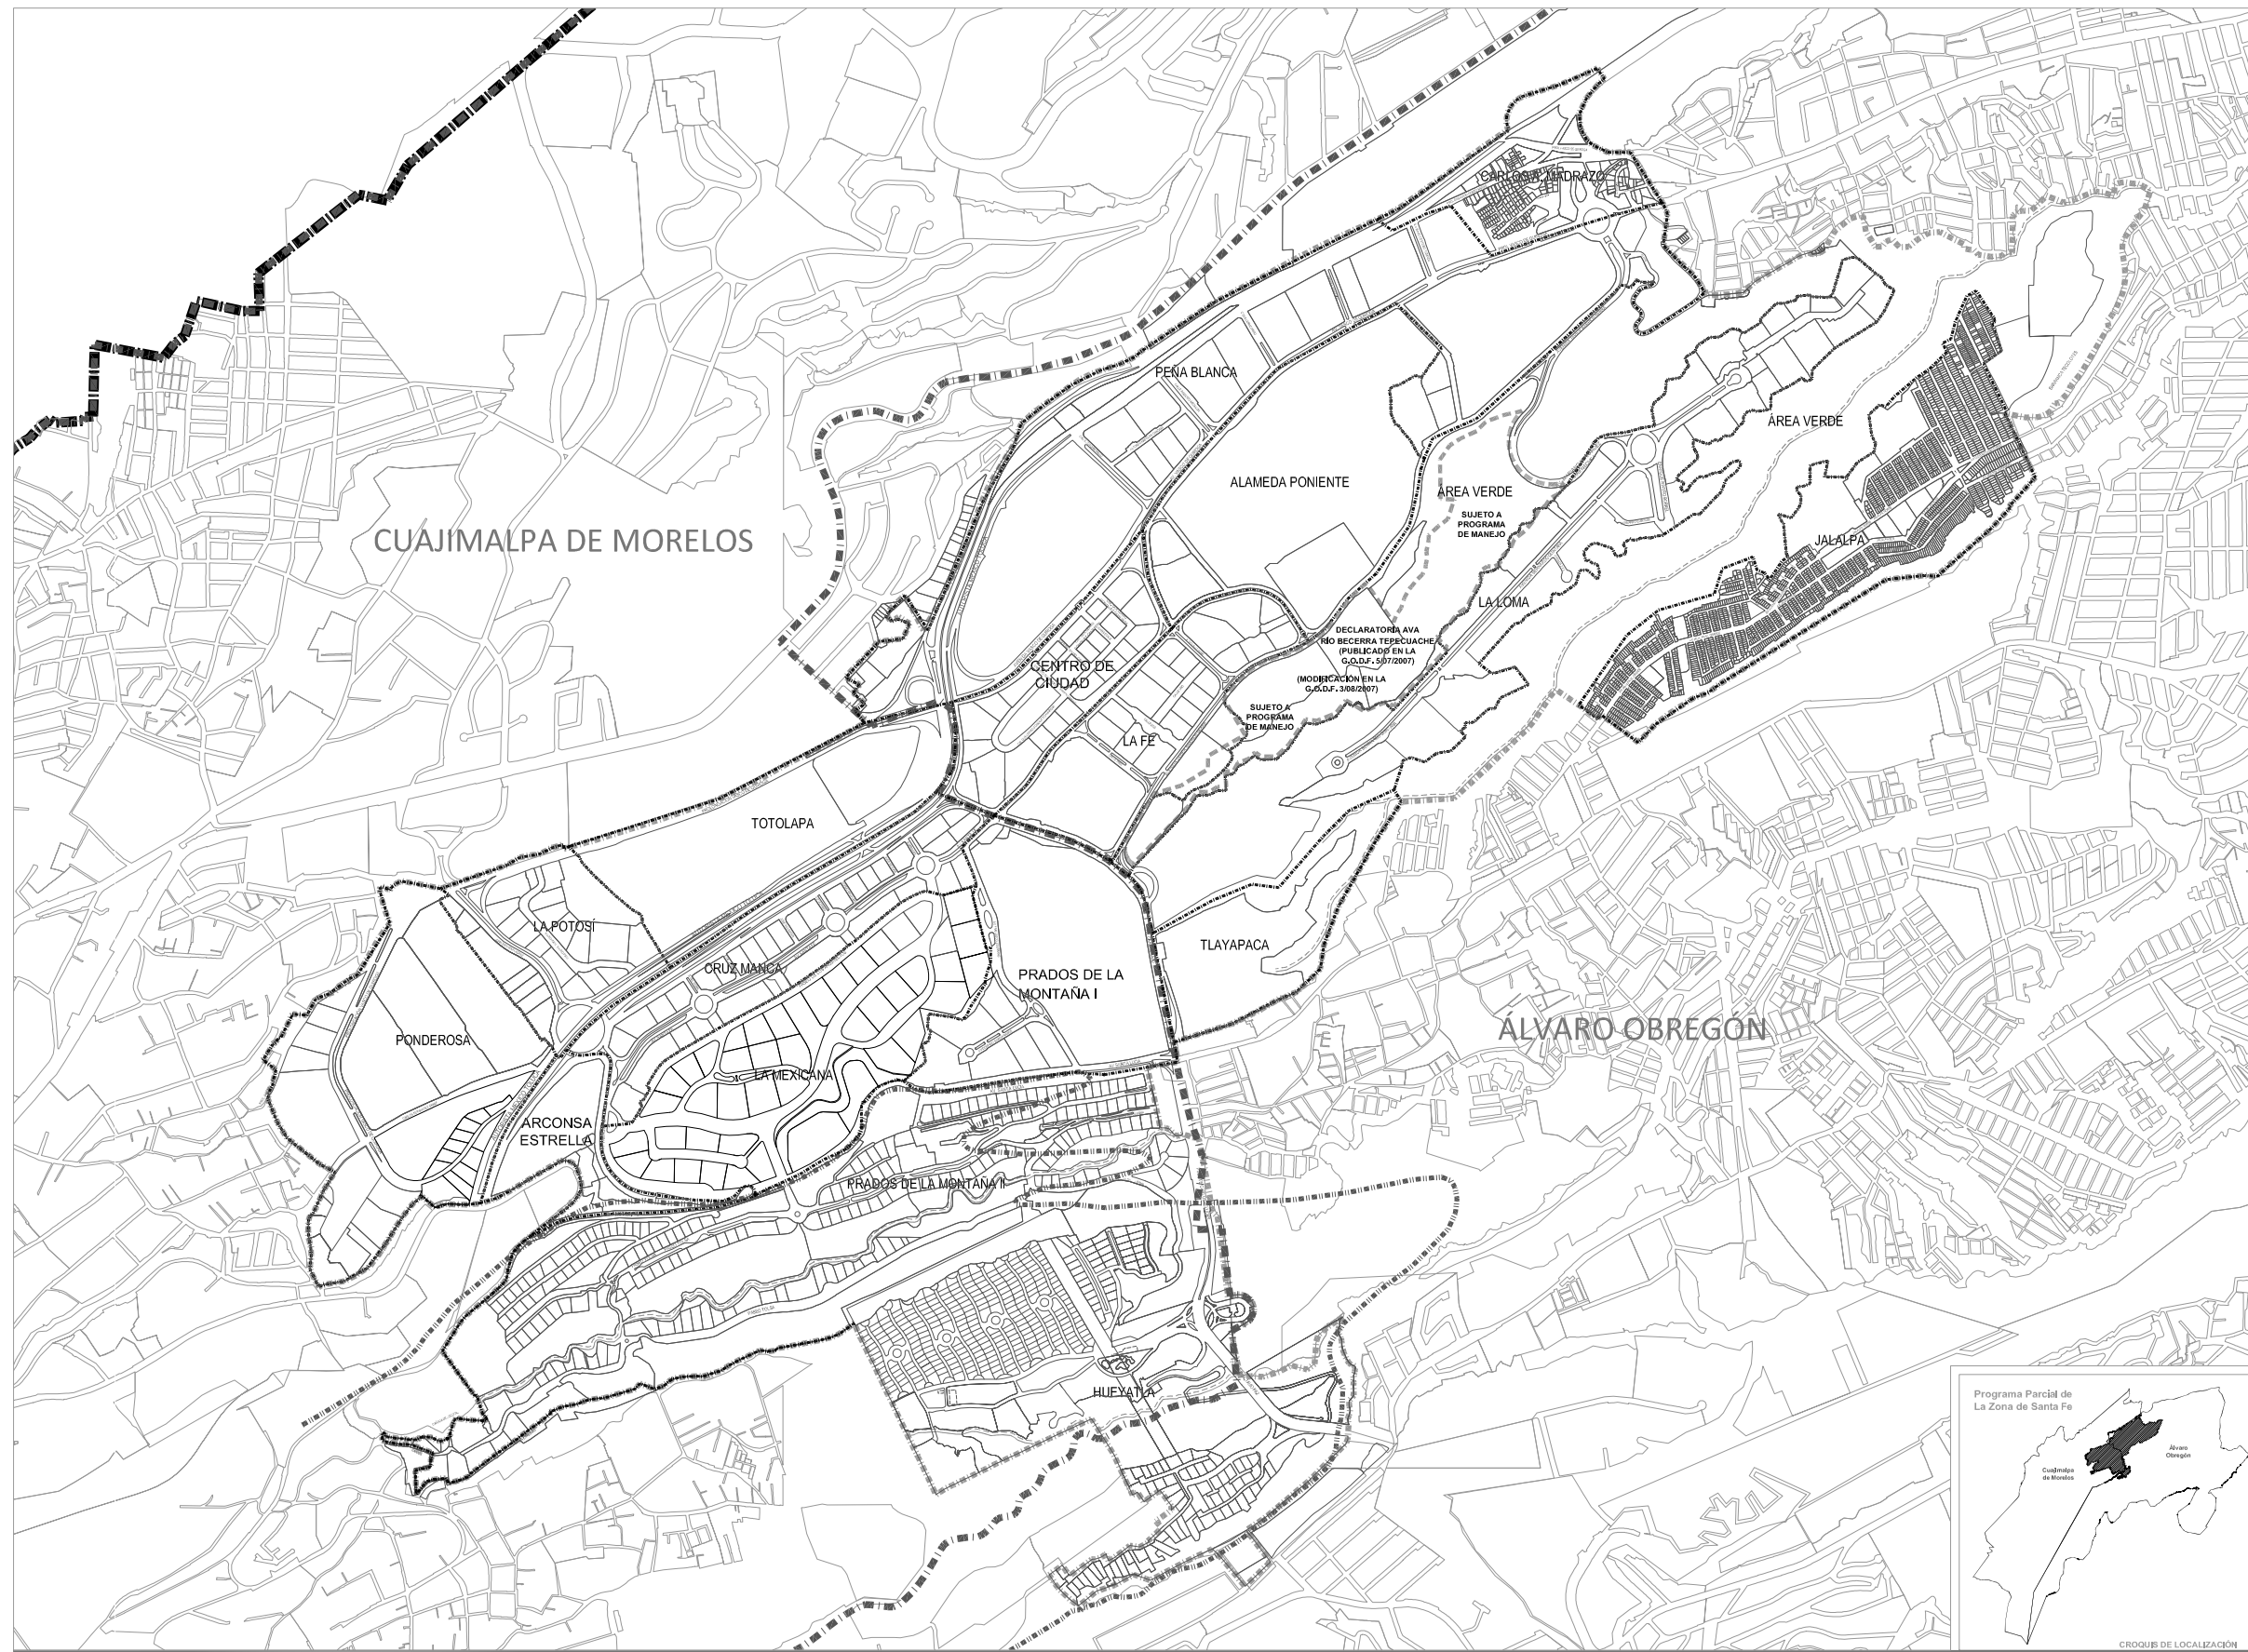 CARLOS A. MADRAZO
PEÑA BLANCA
ÁREA VERDE
ALAMEDA PONIENTE
ÁREA VERDE
SUJETO A
PROGRAMA
DE MANEJO
CUAJIMALPA DE MORELOS
JALALPA
LA LOMA
DECLARATORIA AVA
RÍO BECERRA TEPECUACHE
(PUBLICADO EN LA
G.O.D.F. 5/07/2007)
(MODIFICACIÓN EN LA
G.O.D.F. 3/08/2007)
CENTRO DE
CIUDAD
SUJETO A
PROGRAMA
DE MANEJO
LA FE
TOTOLAPA
LA POTOSÍ
TLAYAPACA
CRUZ MANCA
PRADOS DE LA
MONTAÑA I
ÁLVARO OBREGÓN
PONDEROSA
LA MEXICANA
ARCONSA
ESTRELLA
PRADOS DE LA MONTAÑA II
HUEYATLA
Programa Parcial de
La Zona de Santa Fe
Álvaro
Obregón
Cuajimalpa
de Morelos
CROQUIS DE LOCALIZACIÓN